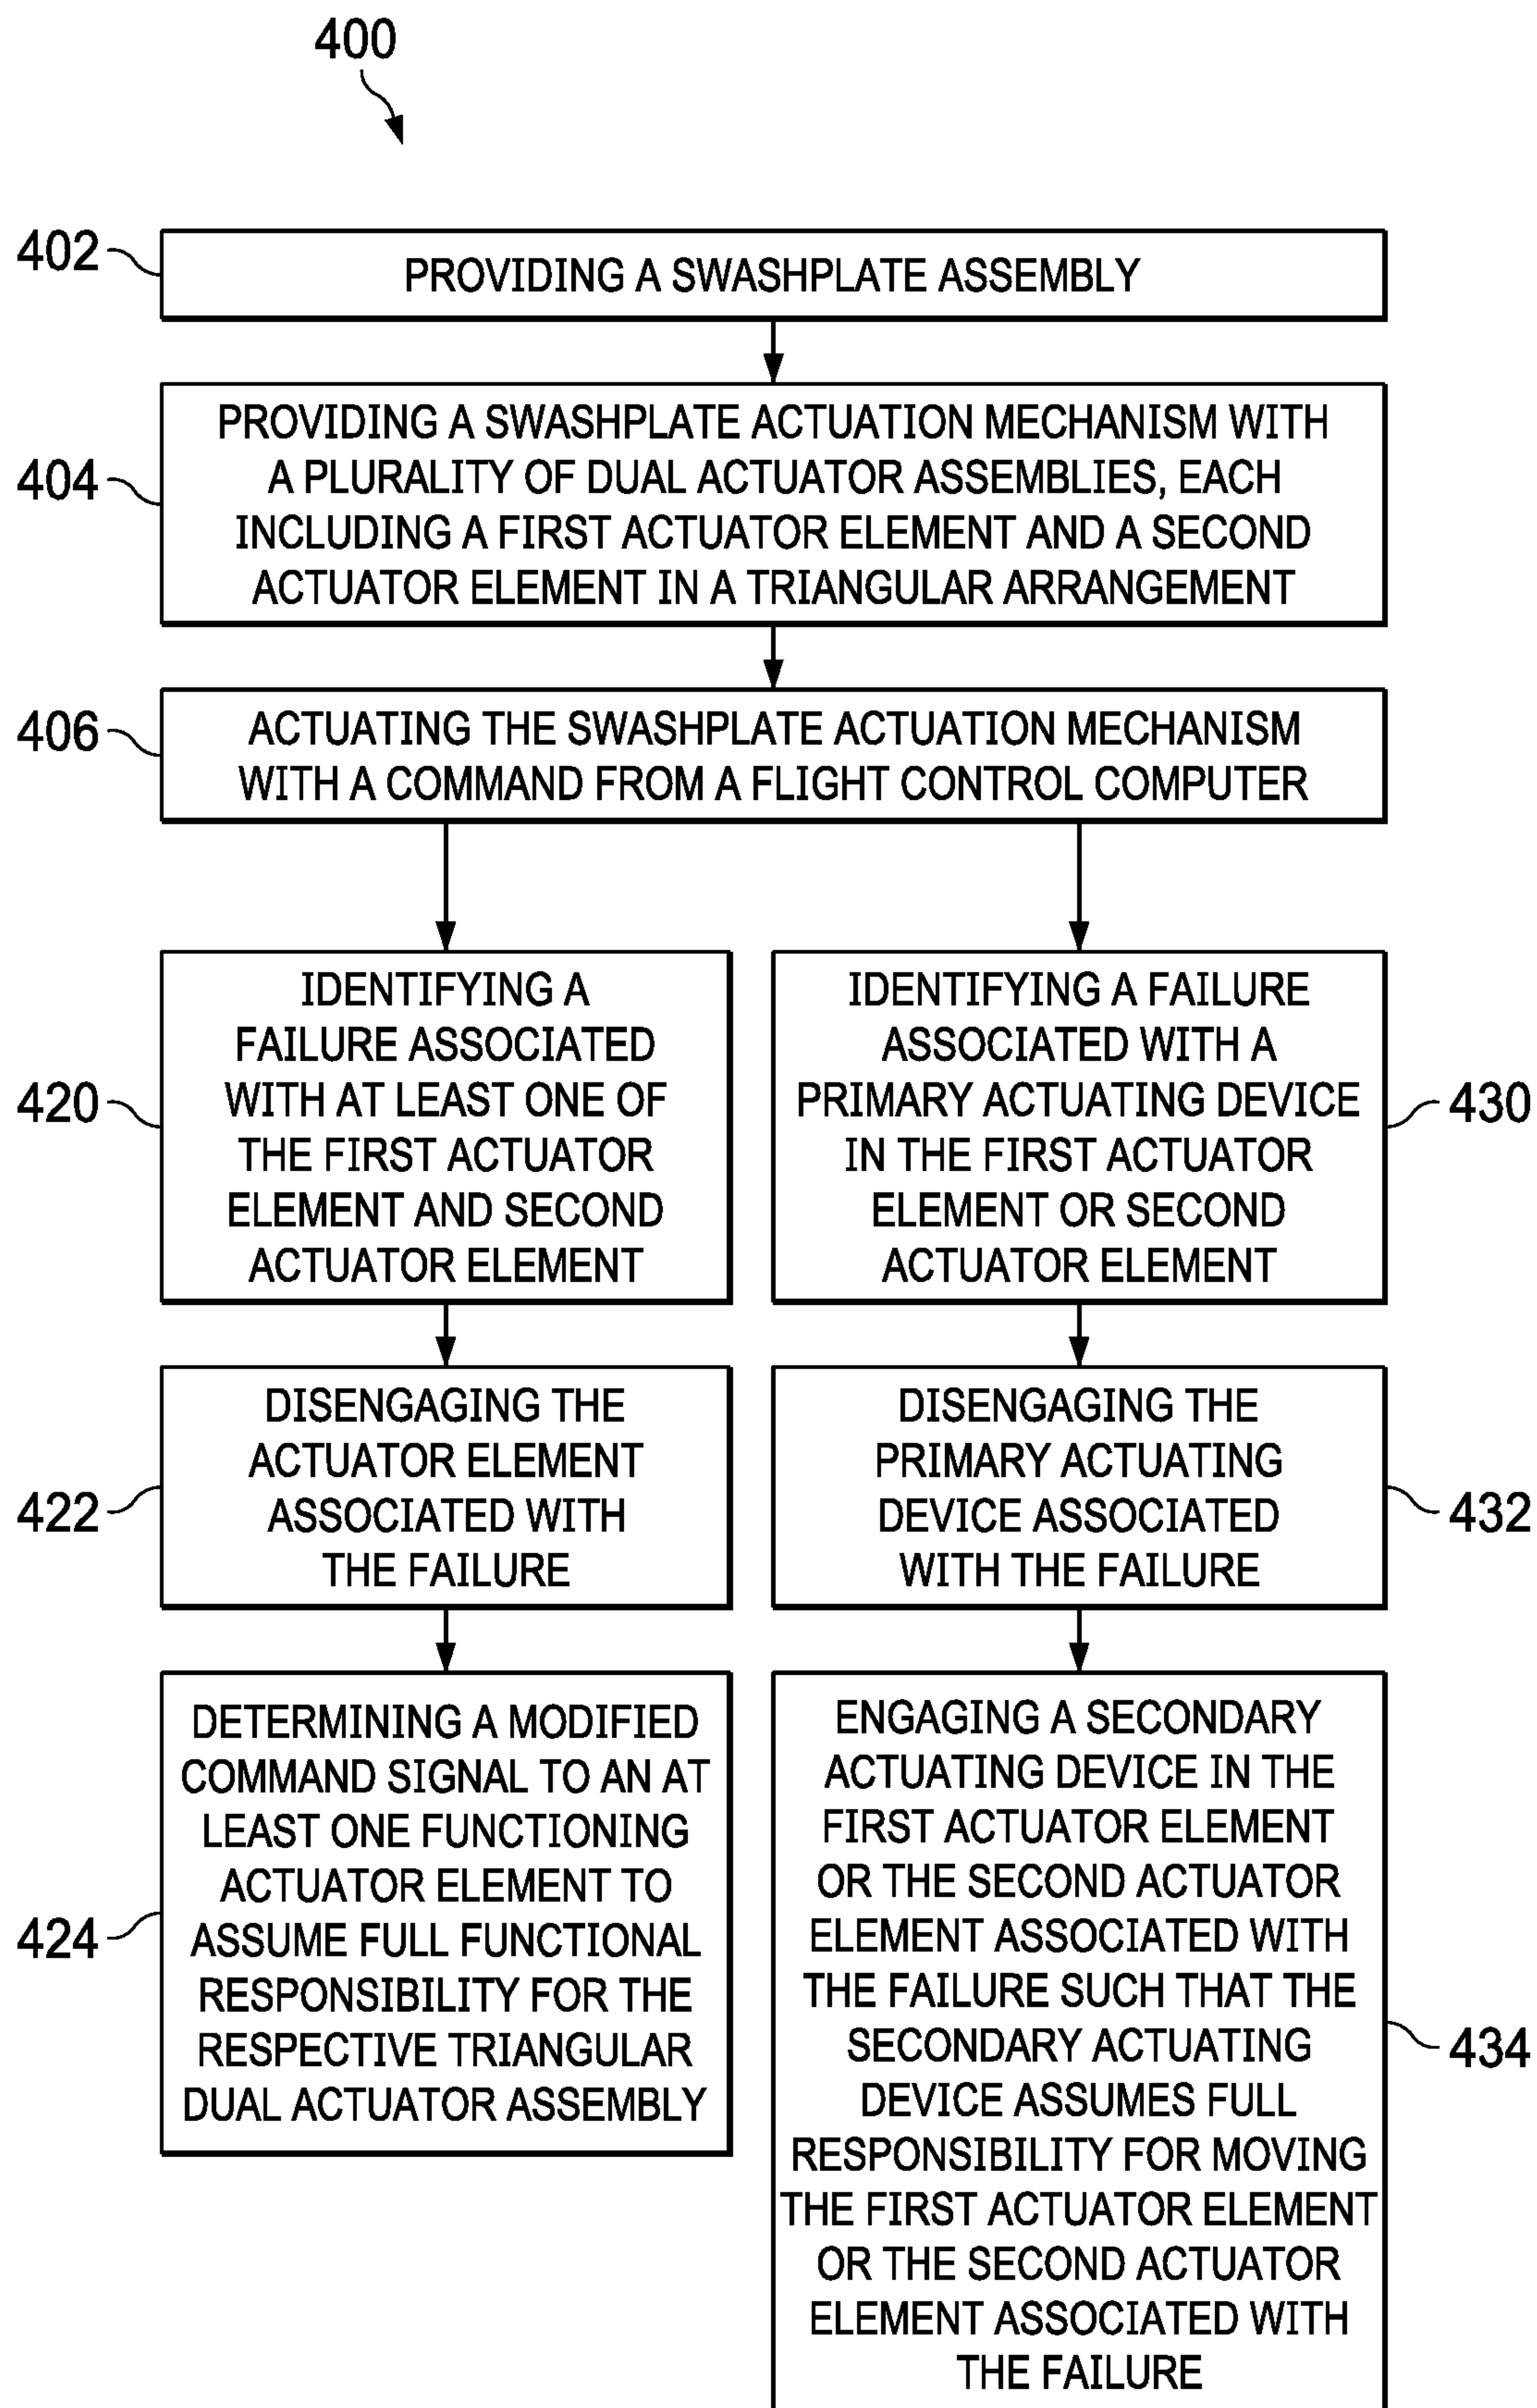 400
402
PROVIDING A SWASHPLATE ASSEMBLY
404
PROVIDING A SWASHPLATE ACTUATION MECHANISM WITH
A PLURALITY OF DUAL ACTUATOR ASSEMBLIES, EACH
INCLUDING A FIRST ACTUATOR ELEMENT AND A SECOND
ACTUATOR ELEMENT IN A TRIANGULAR ARRANGEMENT
406
ACTUATING THE SWASHPLATE ACTUATION MECHANISM
WITH A COMMAND FROM A FLIGHT CONTROL COMPUTER
420
IDENTIFYING A
FAILURE ASSOCIATED
WITH AT LEAST ONE OF
THE FIRST ACTUATOR
ELEMENT AND SECOND
ACTUATOR ELEMENT
422
DISENGAGING THE
ACTUATOR ELEMENT
ASSOCIATED WITH
THE FAILURE
424
DETERMINING A MODIFIED
COMMAND SIGNAL TO AN AT
LEAST ONE FUNCTIONING
ACTUATOR ELEMENT TO
ASSUME FULL FUNCTIONAL
RESPONSIBILITY FOR THE
RESPECTIVE TRIANGULAR
DUAL ACTUATOR ASSEMBLY
IDENTIFYING A FAILURE
ASSOCIATED WITH A
PRIMARY ACTUATING DEVICE
IN THE FIRST ACTUATOR
ELEMENT OR SECOND
ACTUATOR ELEMENT
430
DISENGAGING THE
PRIMARY ACTUATING
DEVICE ASSOCIATED
WITH THE FAILURE
432
ENGAGING A SECONDARY
ACTUATING DEVICE IN THE
FIRST ACTUATOR ELEMENT
OR THE SECOND ACTUATOR
ELEMENT ASSOCIATED WITH
THE FAILURE SUCH THAT THE
SECONDARY ACTUATING
DEVICE ASSUMES FULL
RESPONSIBILITY FOR MOVING
THE FIRST ACTUATOR ELEMENT
OR THE SECOND ACTUATOR
ELEMENT ASSOCIATED WITH
THE FAILURE
434